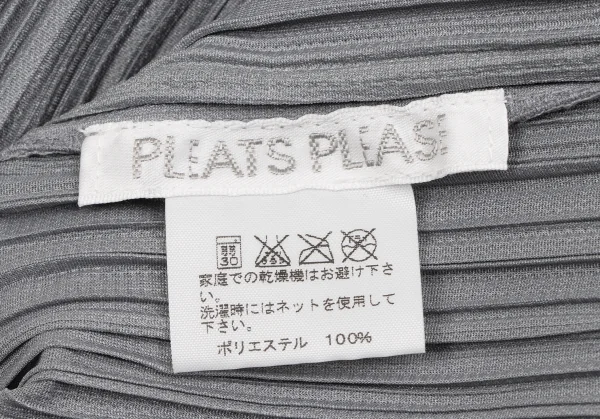 PLEATS PLEASE
30
家庭での乾燥機はお避け下さ
い。
洗濯時にはネットを使用して
下さい。
ポリエステル 100%